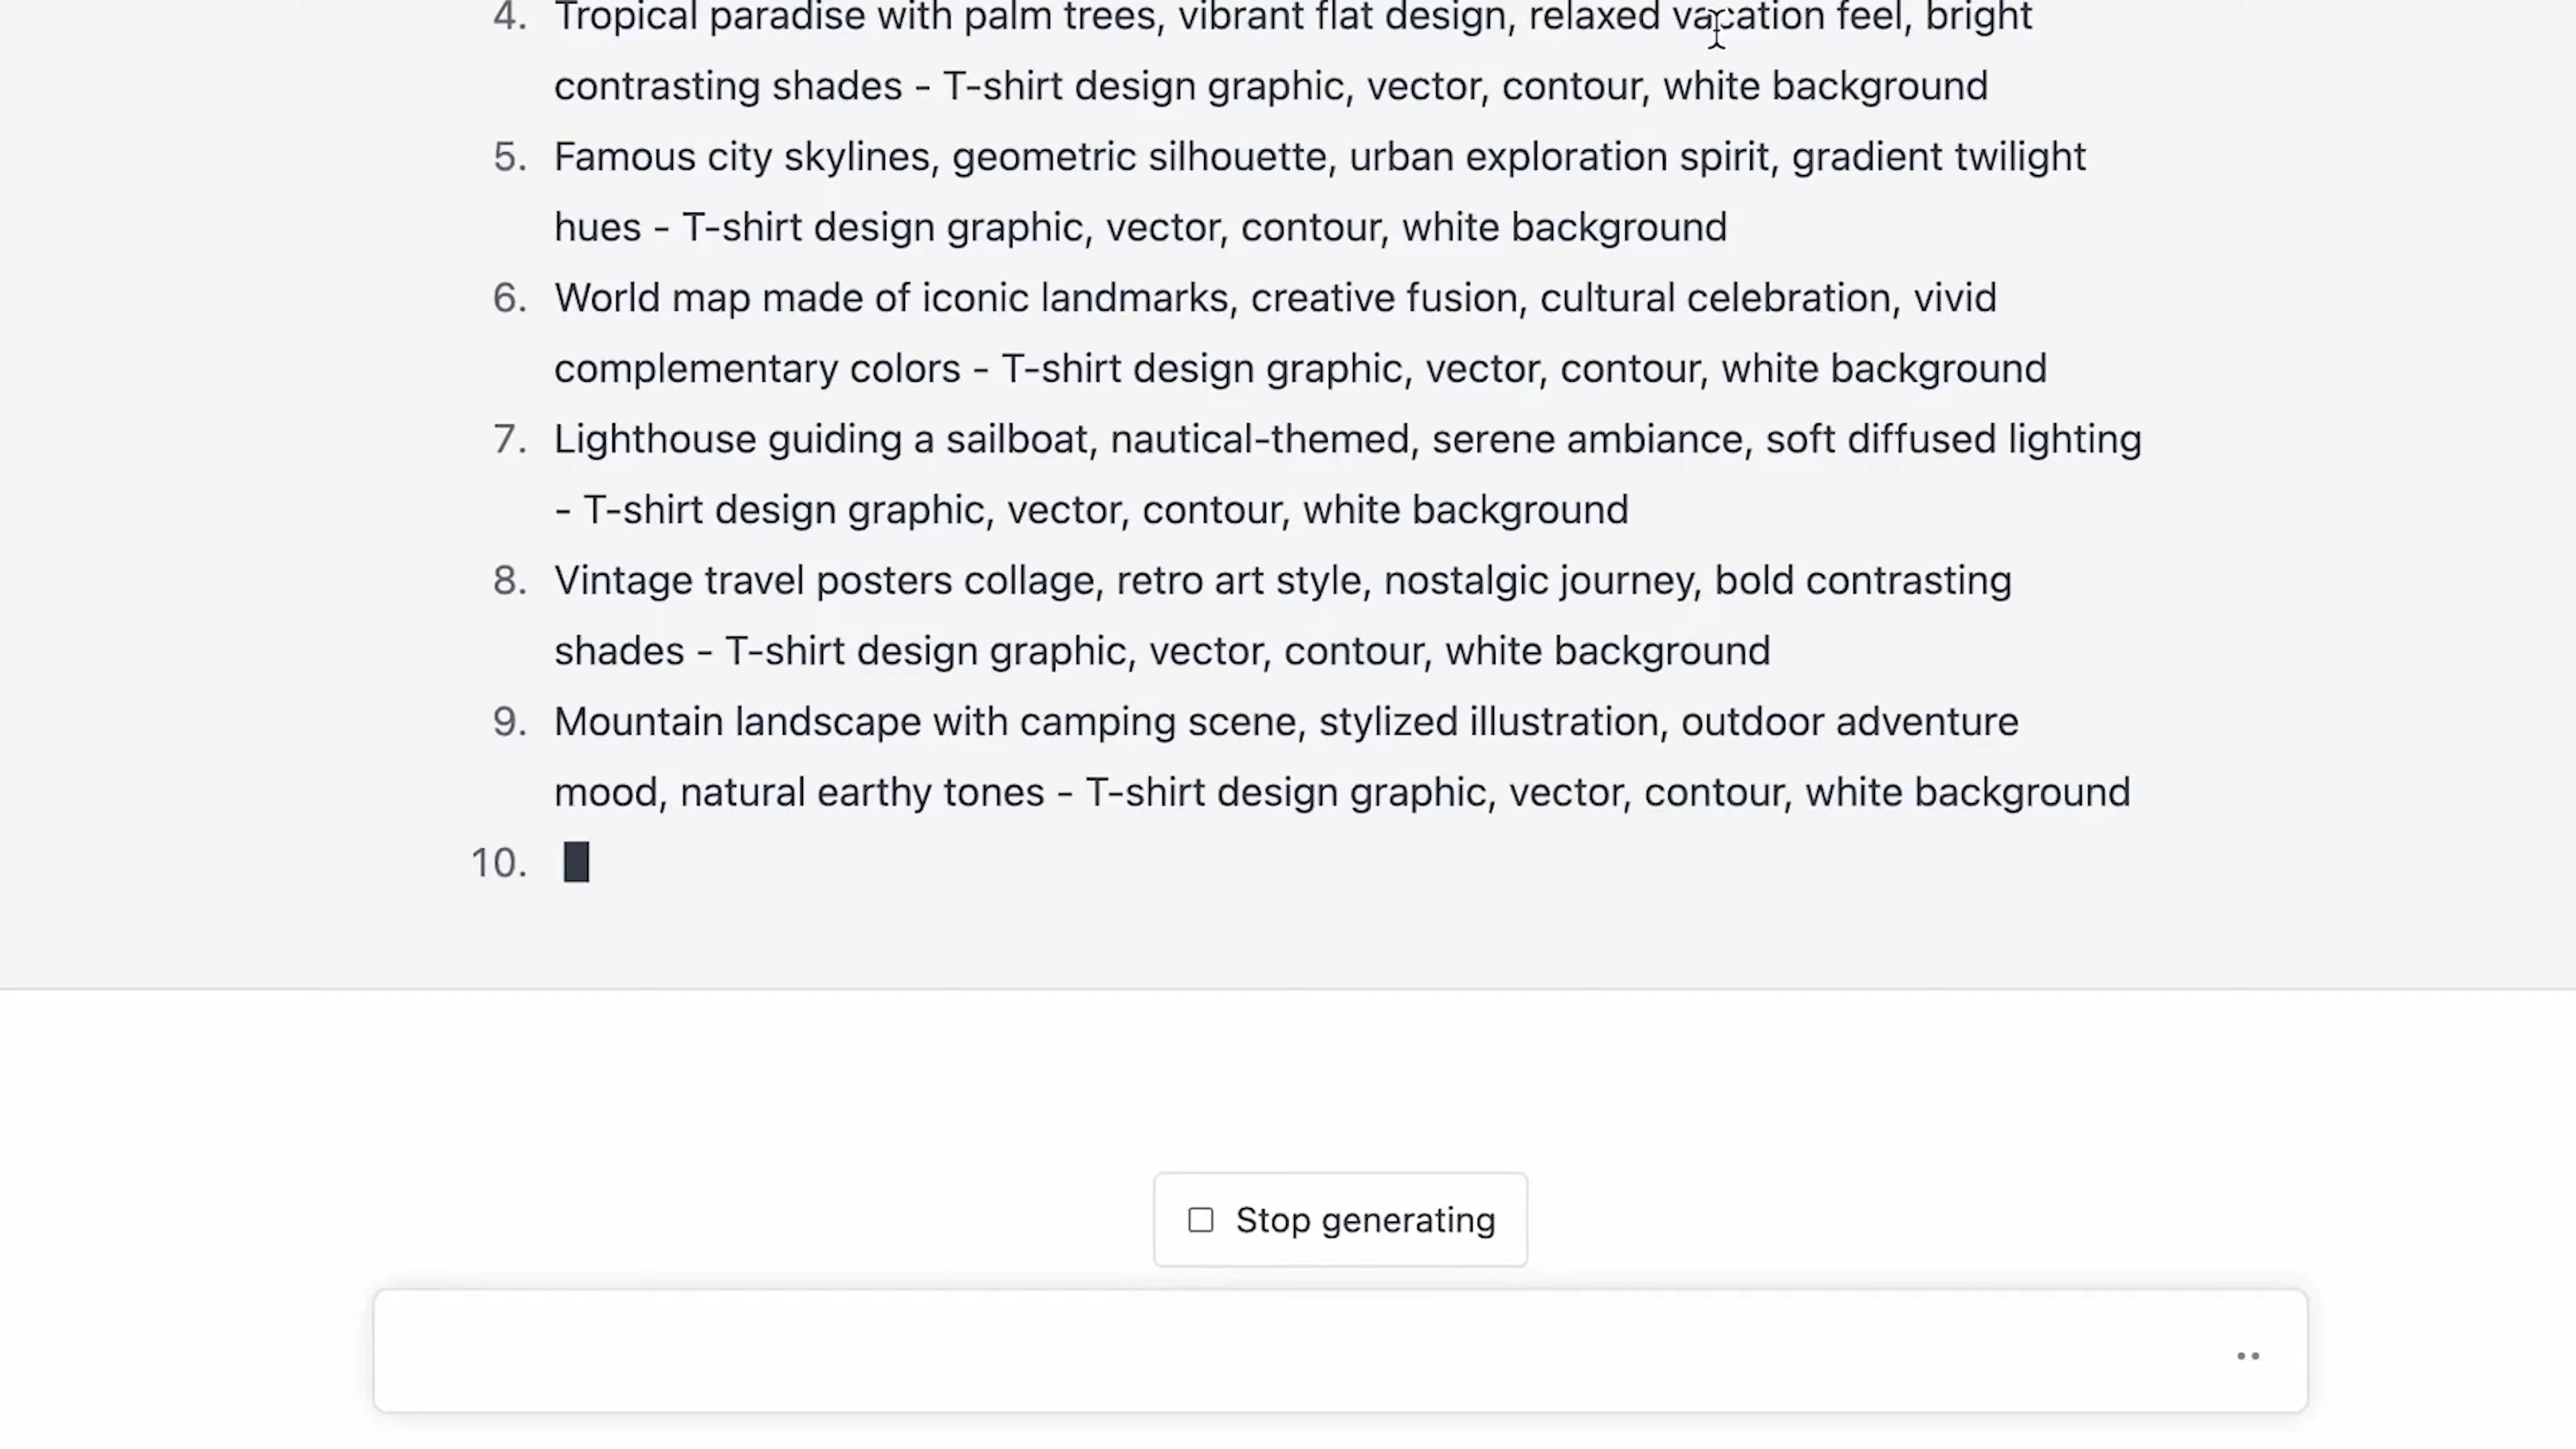 4. Tropical paradise with palm trees, vibrant flat design, relaxed vacation feel, bright
contrasting shades - T-shirt design graphic, vector, contour, white background
5. Famous city skylines, geometric silhouette, urban exploration spirit, gradient twilight
hues - T-shirt design graphic, vector, contour, white background
6. World map made of iconic landmarks, creative fusion, cultural celebration, vivid
complementary colors - T-shirt design graphic, vector, contour, white background
7. Lighthouse guiding a sailboat, nautical-themed, serene ambiance, soft diffused lighting
- T-shirt design graphic, vector, contour, white background
8. Vintage travel posters collage, retro art style, nostalgic journey, bold contrasting
shades - T-shirt design graphic, vector, contour, white background
9. Mountain landscape with camping scene, stylized illustration, outdoor adventure
mood, natural earthy tones - T-shirt design graphic, vector, contour, white background
10.
Stop generating